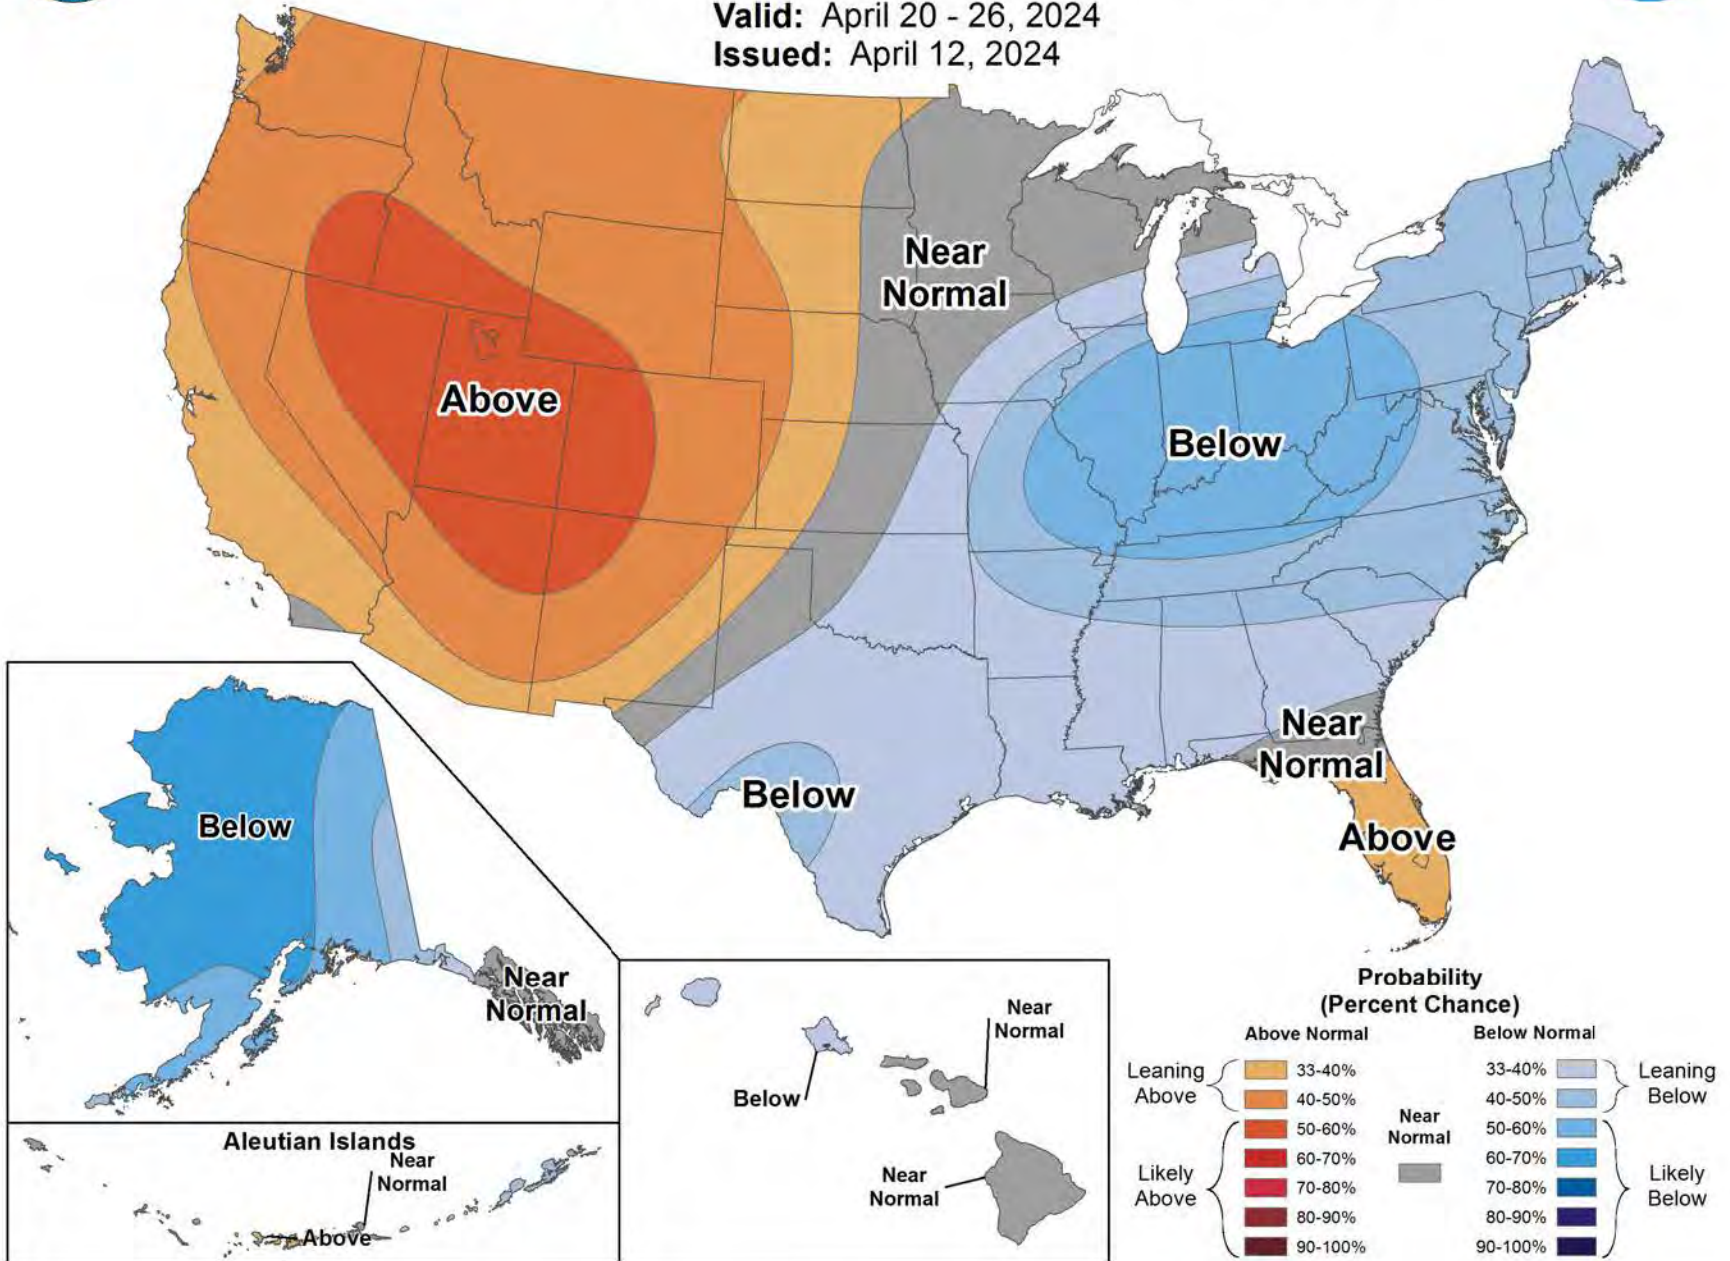 Valid: April 20 - 26, 2024
Issued: April 12, 2024
Near
Normal
Above
Below
Near
Normal
Below
Above
Below
Near
Normal
Aleutian Islands
Near
Normal
Above
Below
Near
Normal
Near
Normal
Probability
(Percent Chance)
Above Normal
Below Normal
Leaning
Above
33-40%
40-50%
Likely
Above
50-60%
60-70%
70-80%
80-90%
90-100%
Near
Normal
33-40%
40-50%
Leaning
Below
50-60%
60-70%
70-80%
80-90%
90-100%
Likely
Below